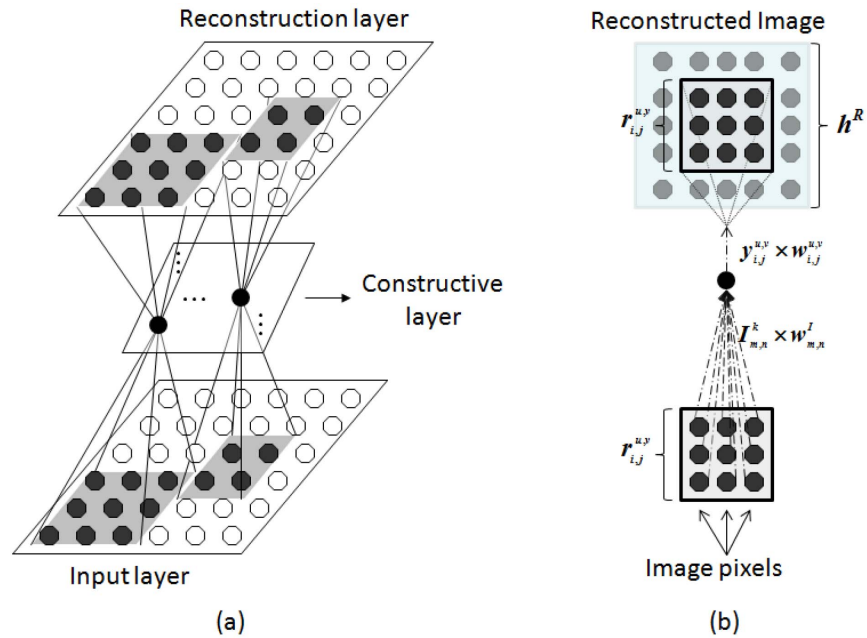 Reconstruction layer
Constructive
layer
Input layer
(a)
Reconstructed Image
r_{i,j}^{u,v}
h^R
y_{i,j}^{u,v} × w_{i,j}^{u,v}
I_{m,n}^k × w_{m,n}^I
r_{i,j}^{u,v}
Image pixels
(b)